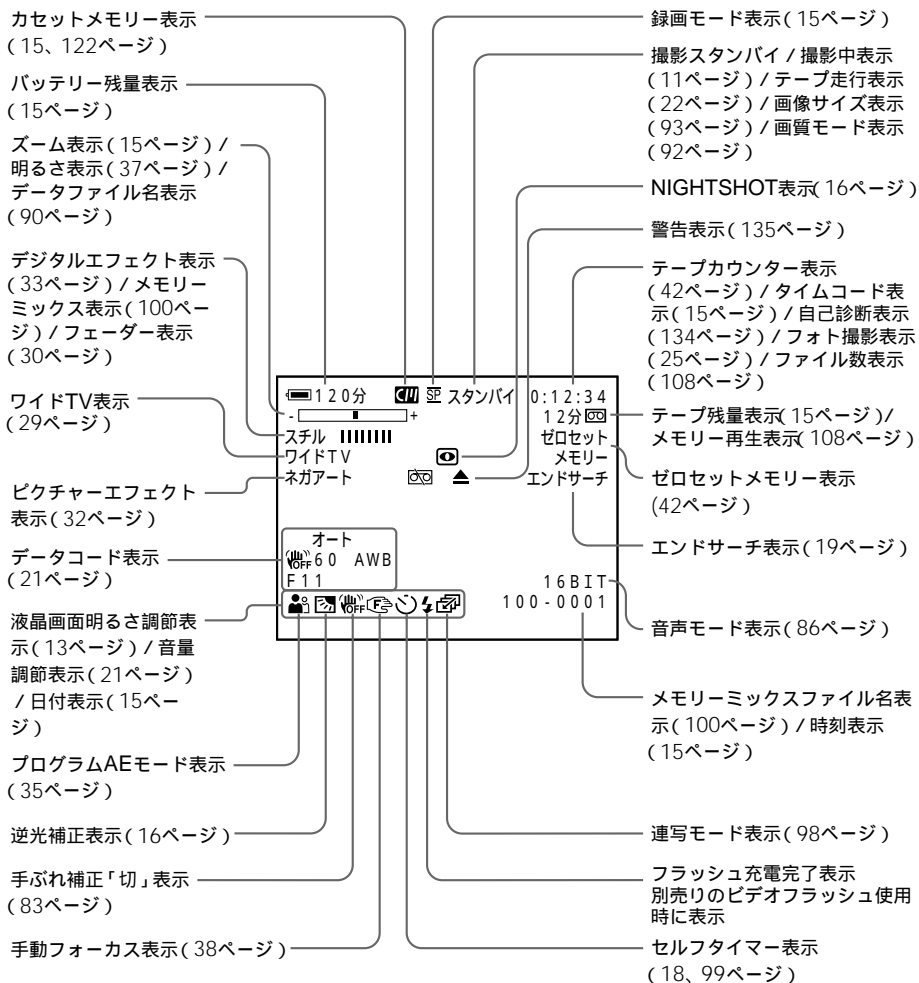 カセットメモリー表示
(15、122ページ)
バッテリー残量表示
(15ページ)
ズーム表示(15ページ)/
明るさ表示(37ページ)/
データファイル名表示
(90ページ)
デジタルエフェクト表示
(33ページ)/メモリー
ミックス表示(100ペー
ジ)/フェーダー表示
(30ページ)
ワイドTV表示
(29ページ)
ピクチャーエフェクト
表示(32ページ)
データコード表示
(21ページ)
液晶画面明るさ調節表
示(13ページ)/音量
調節表示(21ページ)
/日付表示(15ペー
ジ)
プログラムAEモード表示
(35ページ)
逆光補正表示(16ページ)
手ぶれ補正「切」表示
(83ページ)
手動フォーカス表示(38ページ)
120分 SP スタンバイ 0:12:34
- + 12分
スチル ゼロセット
ワイドTV メモリー
ネガアート エンドサーチ
オート
OFF 60 AWB
F11 16BIT
OFF F 100-0001
録画モード表示(15ページ)
撮影スタンバイ/撮影中表示
(11ページ)/テープ走行表示
(22ページ)/画像サイズ表示
(93ページ)/画質モード表示
(92ページ)
NIGHTSHOT表示(16ページ)
警告表示(135ページ)
テープカウンター表示
(42ページ)/タイムコード表
示(15ページ)/自己診断表示
(134ページ)/フォト撮影表示
(25ページ)/ファイル数表示
(108ページ)
テープ残量表示(15ページ)/
メモリー再生表示(108ページ)
ゼロセットメモリー表示
(42ページ)
エンドサーチ表示(19ページ)
音声モード表示(86ページ)
メモリーミックスファイル名表
示(100ページ)/時刻表示
(15ページ)
連写モード表示(98ページ)
フラッシュ充電完了表示
別売りのビデオフラッシュ使用
時に表示
セルフタイマー表示
(18、99ページ)